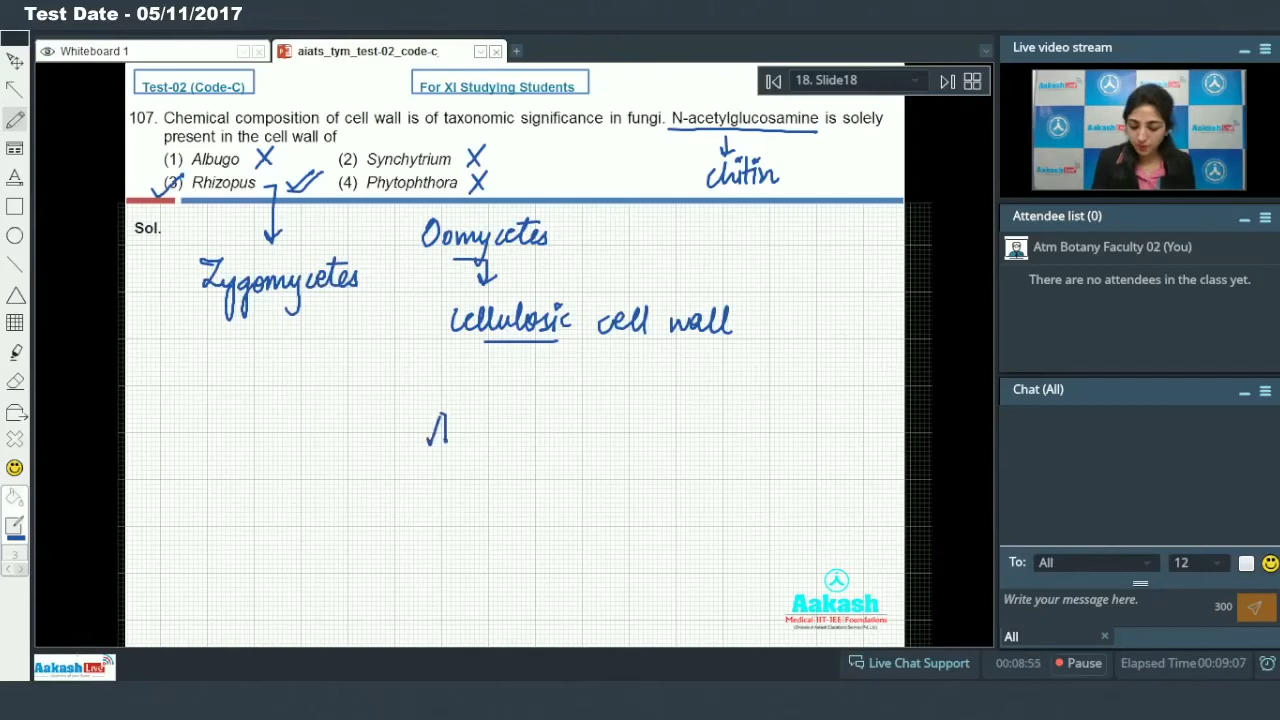 Test Date - 05/11/2017
Whiteboard 1
aiats_tym_test-02_code-c
Live video stream
Test-02 (Code-C)
For XI Studying Students
18. Slide18
107. Chemical composition of cell wall is of taxonomic significance in fungi. N-acetylglucosamine is solely
present in the cell wall of
(1) Albugo
(2) Synchytrium
(3) Rhizopus
(4) Phytophthora
chitin
Sol.
Zygomycetes
Oomycetes
Cellulosic cell wall
Attendee list (0)
Atm Botany Faculty 02 (You)
There are no attendees in the class yet.
Chat (All)
To: All 12
Write your message here. 300
All
3
Aakash
Medical-IIT-JEE-Foundations
Aakash Live
Live Chat Support
00:08:55
Pause
Elapsed Time 00:09:07